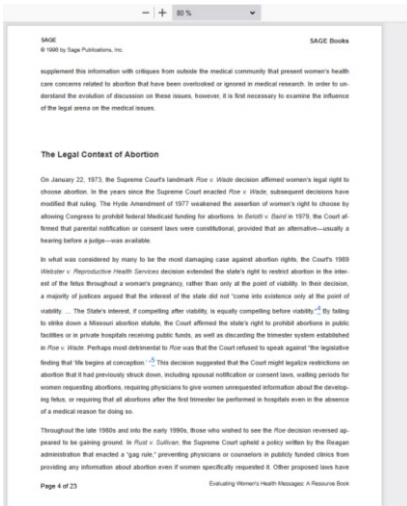 80 %
SAGE
SAGE Books
© 1996 by Sage Publications, Inc.
supplement this information with critiques from outside the medical community that present women's health
care concerns related to abortion that have been overlooked or ignored in medical research. In order to un-
derstand the evolution of discussion on these issues, however, it is first necessary to examine the influence
of the legal arena on the medical issues.
The Legal Context of Abortion
On January 22, 1973, the Supreme Court's landmark Roe v. Wade decision affirmed women's legal right to
choose abortion. In the years since the Supreme Court enacted Roe v. Wade, subsequent decisions have
modified that ruling. The Hyde Amendment of 1977 weakened the assertion of women's right to choose by
allowing Congress to prohibit federal Medicaid funding for abortions. In Belotti v. Baird in 1979, the Court af-
firmed that parental notification or consent laws were constitutional, provided that an alternative—usually a
hearing before a judge—was available.
In what was considered by many to be the most damaging case against abortion rights, the Court's 1989
Webster v. Reproductive Health Services decision extended the state's right to restrict abortion in the inter-
est of the fetus throughout a woman's pregnancy, rather than only at the point of viability. In their decision,
a majority of justices argued that the interest of the state did not "come into existence only at the point of
viability. ... The State's interest, if compelling after viability, is equally compelling before viability."4 By failing
to strike down a Missouri abortion statute, the Court affirmed the state's right to prohibit abortions in public
facilities or in private hospitals receiving public funds, as well as discarding the trimester system established
in Roe v. Wade. Perhaps most detrimental to Roe was that the Court refused to speak against "the legislative
finding that 'life begins at conception.'"5 This decision suggested that the Court might legalize restrictions on
abortion that it had previously struck down, including spousal notification or consent laws, waiting periods for
women requesting abortions, requiring physicians to give women unrequested information about the develop-
ing fetus, or requiring that all abortions after the first trimester be performed in hospitals even in the absence
of a medical reason for doing so.
Throughout the late 1980s and into the early 1990s, those who wished to see the Roe decision reversed ap-
peared to be gaining ground. In Rust v. Sullivan, the Supreme Court upheld a policy written by the Reagan
administration that enacted a "gag rule," preventing physicians or counselors in publicly funded clinics from
providing any information about abortion even if women specifically requested it. Other proposed laws have
Page 4 of 23
Evaluating Women's Health Messages: A Resource Book